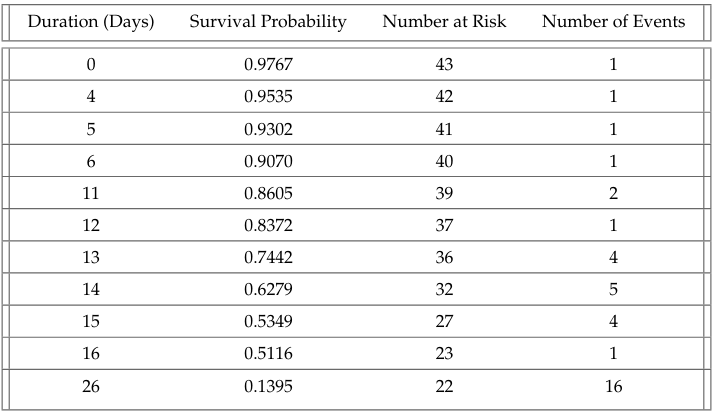 Duration (Days) Survival Probability Number at Risk Number of Events
0 0.9767 43 1
4 0.9535 42 1
5 0.9302 41 1
6 0.9070 40 1
11 0.8605 39 2
12 0.8372 37 1
13 0.7442 36 4
14 0.6279 32 5
15 0.5349 27 4
16 0.5116 23 1
26 0.1395 22 16